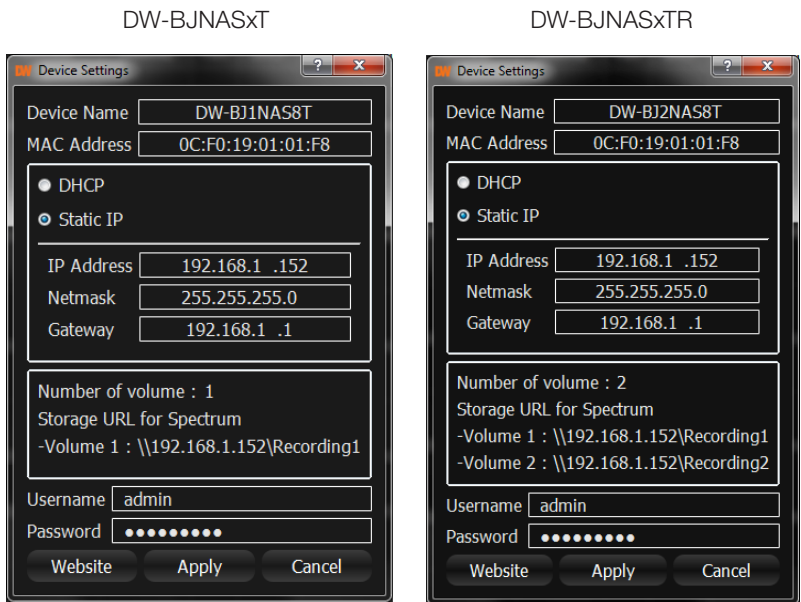 DW-BJNASxT
DW Device Settings ? X
Device Name DW-BJ1NAS8T
MAC Address 0C:F0:19:01:01:F8
DHCP
Static IP
IP Address 192.168.1 .152
Netmask 255.255.255.0
Gateway 192.168.1 .1
Number of volume : 1
Storage URL for Spectrum
-Volume 1 : \\192.168.1.152\Recording1
Username admin
Password ●●●●●●●●●
Website Apply Cancel
DW-BJNASxTR
DW Device Settings ? X
Device Name DW-BJ2NAS8T
MAC Address 0C:F0:19:01:01:F8
DHCP
Static IP
IP Address 192.168.1 .152
Netmask 255.255.255.0
Gateway 192.168.1 .1
Number of volume : 2
Storage URL for Spectrum
-Volume 1 : \\192.168.1.152\Recording1
-Volume 2 : \\192.168.1.152\Recording2
Username admin
Password ●●●●●●●●●
Website Apply Cancel